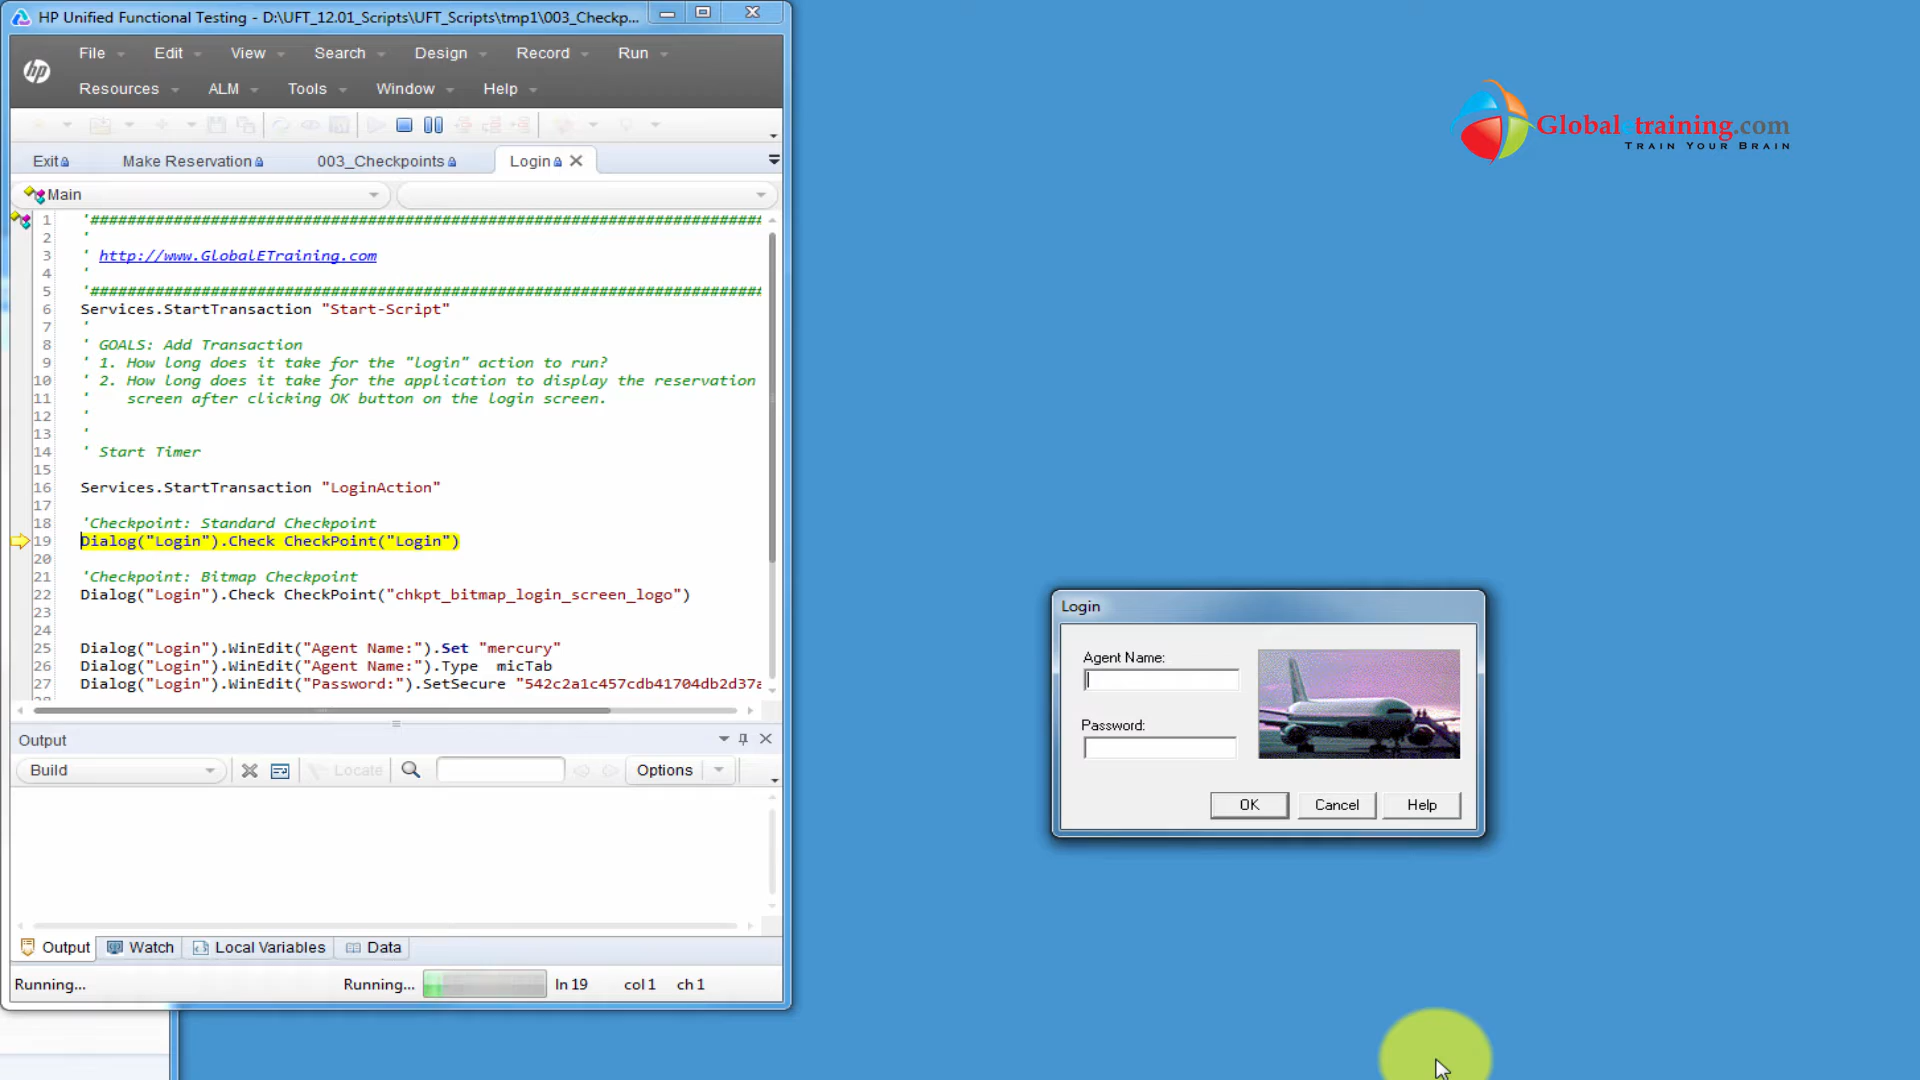 HP Unified Functional Testing - D:\UFT_12.01_Scripts\UFT_Scripts\tmp1\003_Checkp...
File Edit View Search Design Record Run
hp
Resources ALM Tools Window Help
Exit Make Reservation 003_Checkpoints Login
Main
1 '#########################################################################
2 '
3 ' http://www.GlobalETraining.com
4 '
5 '#########################################################################
6 Services.StartTransaction "Start-Script"
7 '
8 ' GOALS: Add Transaction
9 ' 1. How long does it take for the "login" action to run?
10 ' 2. How long does it take for the application to display the reservation
11 ' screen after clicking OK button on the login screen.
12 '
13 '
14 ' Start Timer
15
16 Services.StartTransaction "LoginAction"
17
18 'Checkpoint: Standard Checkpoint
19 Dialog("Login").Check CheckPoint("Login")
20
21 'Checkpoint: Bitmap Checkpoint
22 Dialog("Login").Check CheckPoint("chkpt_bitmap_login_screen_logo")
23
24
25 Dialog("Login").WinEdit("Agent Name:").Set "mercury"
26 Dialog("Login").WinEdit("Agent Name:").Type micTab
27 Dialog("Login").WinEdit("Password:").SetSecure "542c2a1c457cdb41704db2d37a
Output
Build Locate Options
Output Watch Local Variables Data
Running... Running... ln 19 col 1 ch 1
Globaletraining.com
TRAIN YOUR BRAIN
Login
Agent Name:
Password:
OK Cancel Help